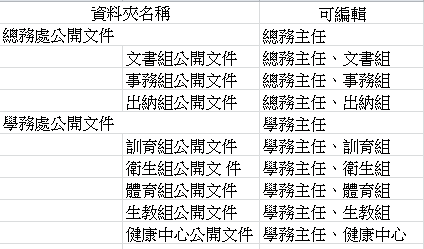 資料夾名稱 可編輯
總務處公開文件 總務主任
文書組公開文件 總務主任、文書組
事務組公開文件 總務主任、事務組
出納組公開文件 總務主任、出納組
學務處公開文件 學務主任
訓育組公開文件 學務主任、訓育組
衛生組公開文 件 學務主任、衛生組
體育組公開文件 學務主任、體育組
生教組公開文件 學務主任、生教組
健康中心公開文件 學務主任、健康中心